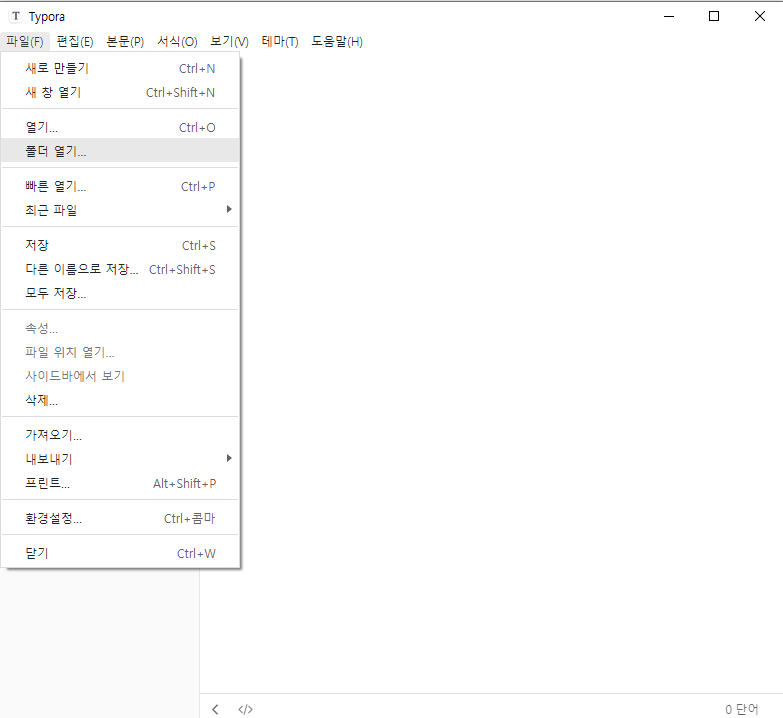 T Typora
파일(F) 편집(E) 본문(P) 서식(O) 보기(V) 테마(T) 도움말(H)
새로 만들기 Ctrl+N
새 창 열기 Ctrl+Shift+N
열기... Ctrl+O
폴더 열기...
빠른 열기... Ctrl+P
최근 파일
저장 Ctrl+S
다른 이름으로 저장... Ctrl+Shift+S
모두 저장...
속성...
파일 위치 열기...
사이드바에서 보기
삭제...
가져오기...
내보내기
프린트... Alt+Shift+P
환경설정... Ctrl+콤마
닫기 Ctrl+W
</> 0 단어